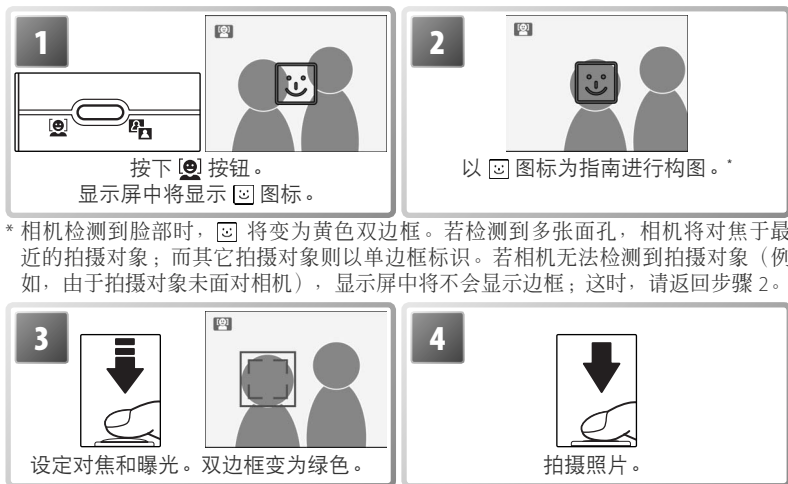 1
2
按下 按钮。
显示屏中将显示 图标。
以 图标为指南进行构图。*
* 相机检测到脸部时， 将变为黄色双边框。若检测到多张面孔，相机将对焦于最
近的拍摄对象；而其它拍摄对象则以单边框标识。若相机无法检测到拍摄对象（例
如，由于拍摄对象未面对相机），显示屏中将不会显示边框；这时，请返回步骤 2。
3
4
设定对焦和曝光。双边框变为绿色。
拍摄照片。